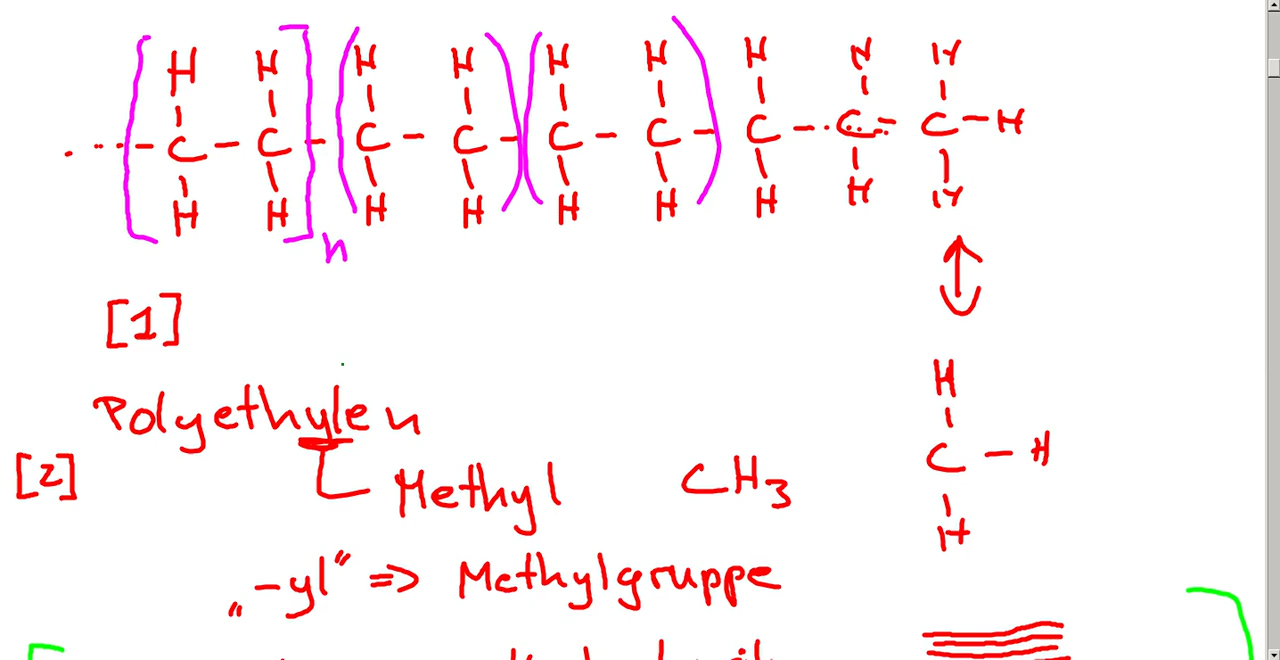 H H H H H H H H H
... - C - C - C - C - C - C - C - C - C - H
H H H H H H H H H
n
[1]
H
Polyethylen
C - H
[2]
Methyl CH3
H
„-yl“ => Methylgruppe